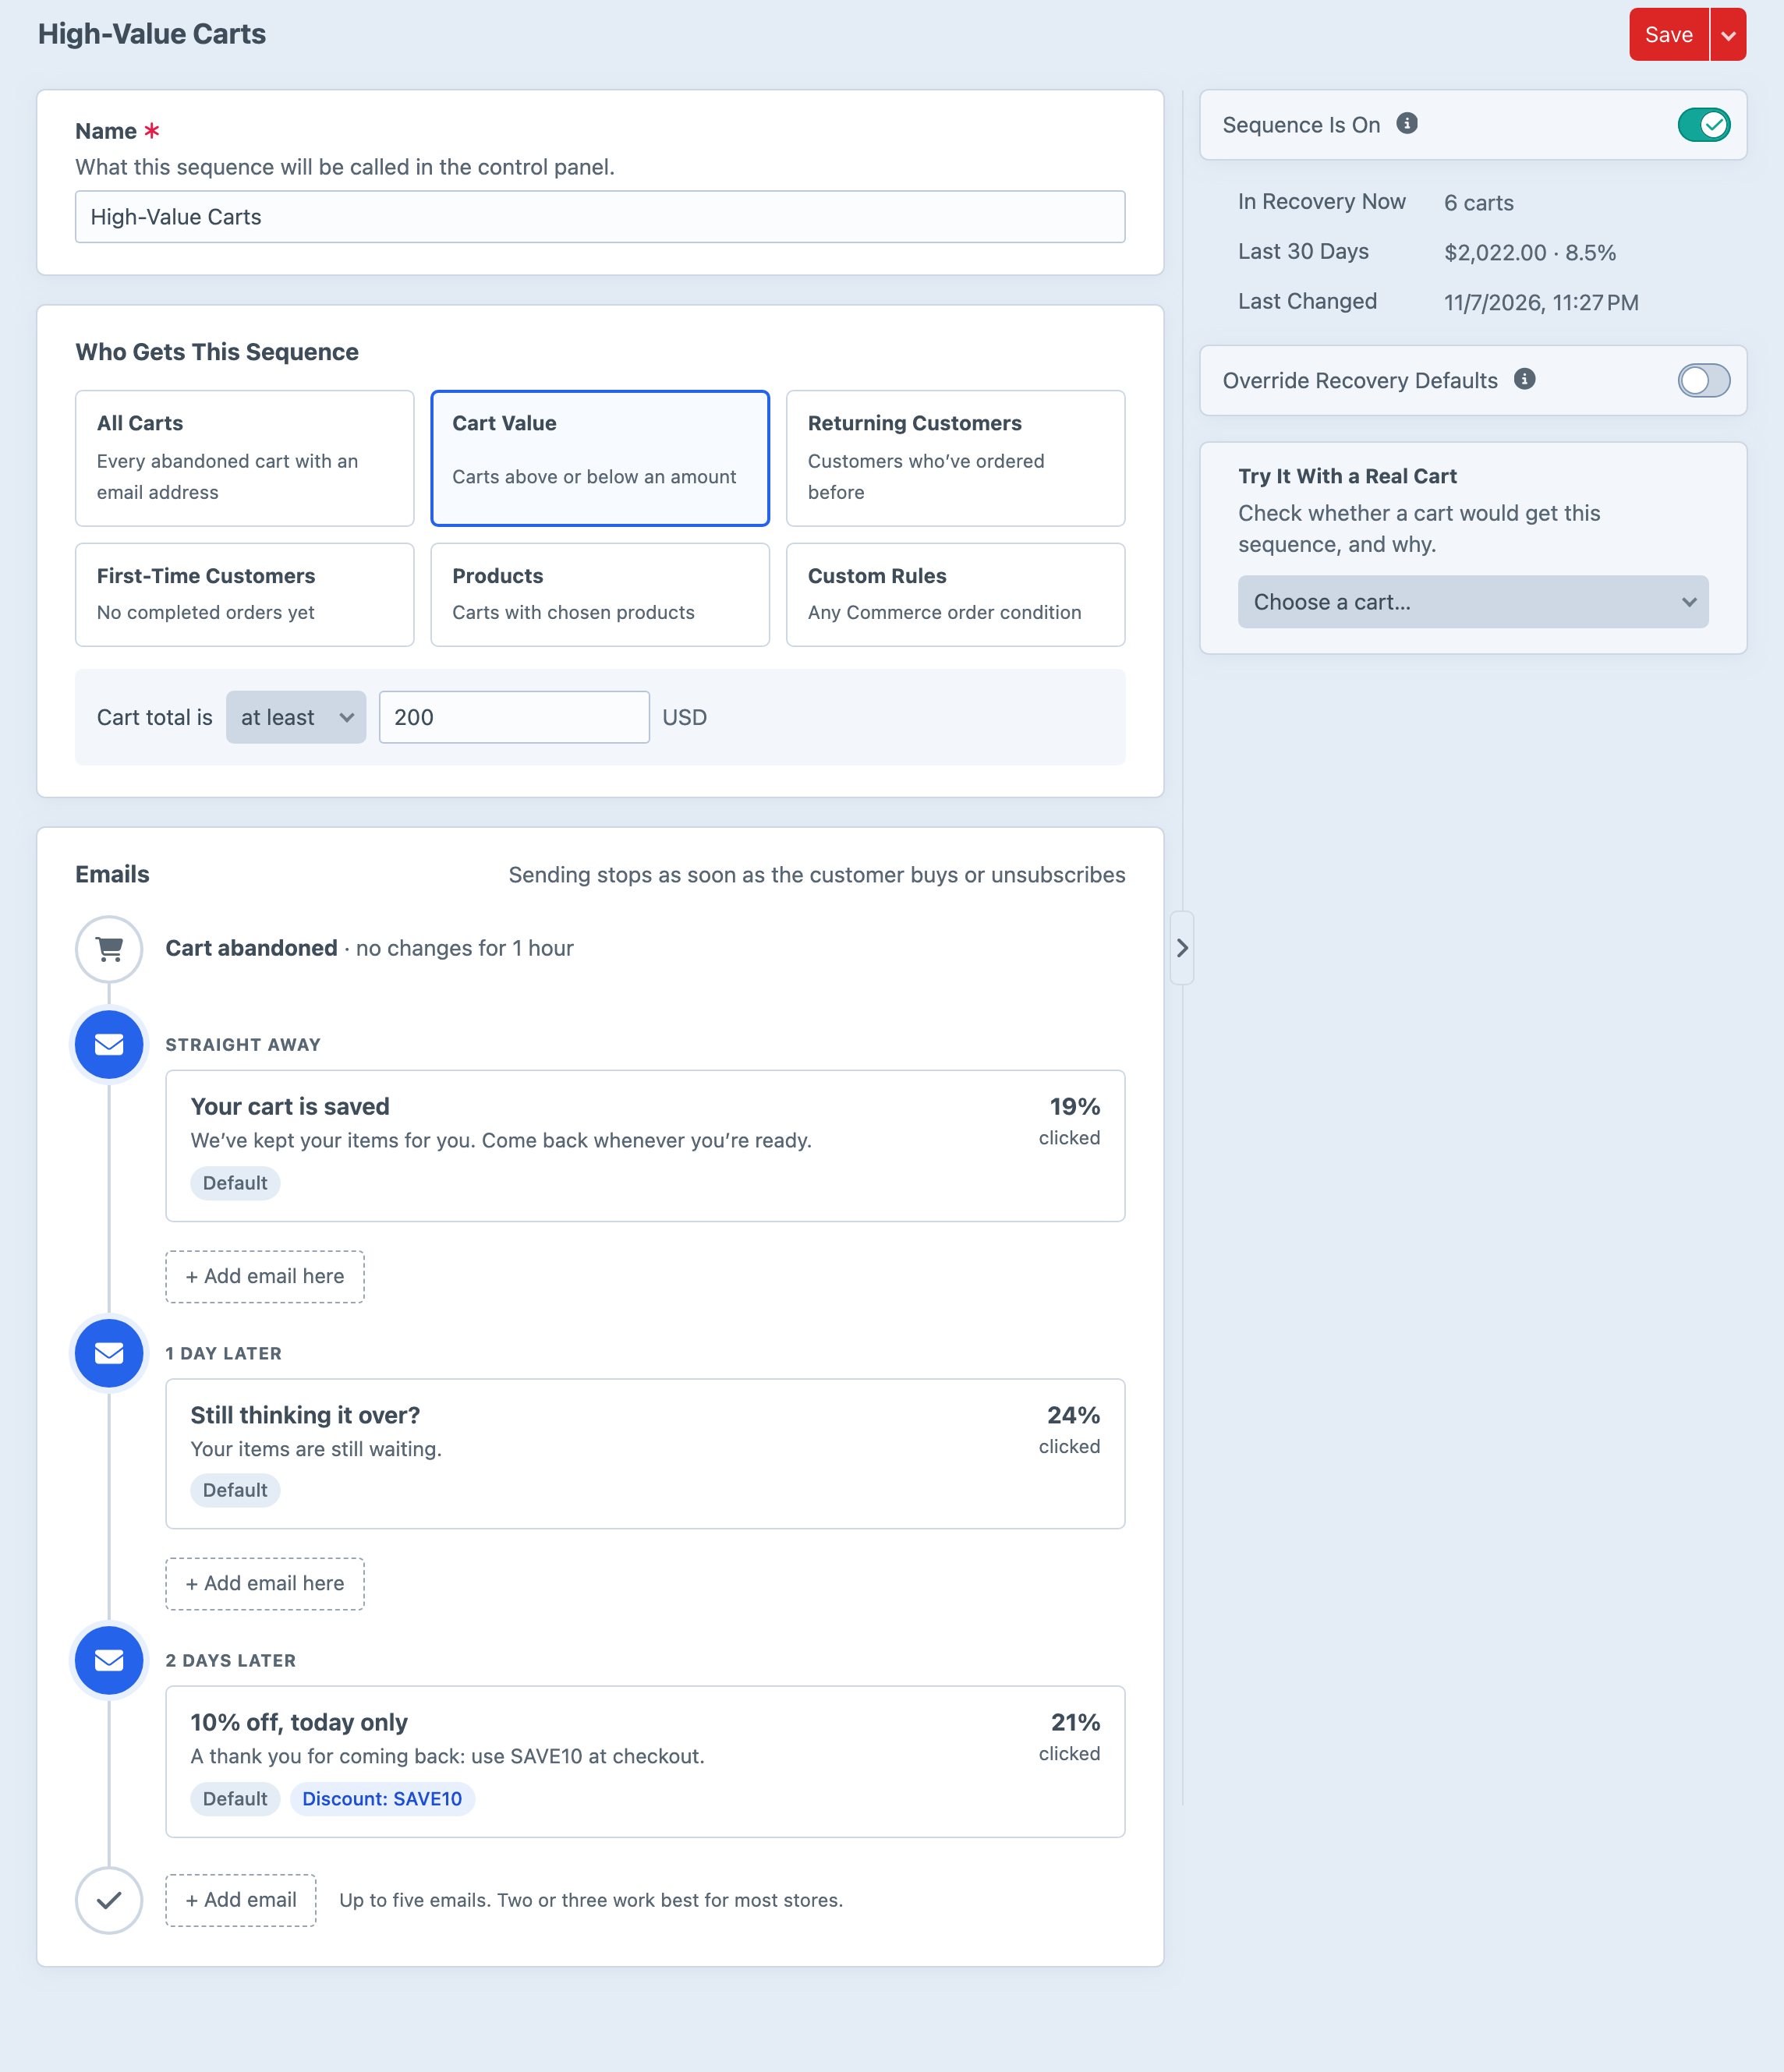 High-Value Carts
Save
Name *
What this sequence will be called in the control panel.
High-Value Carts
Who Gets This Sequence
All Carts
Every abandoned cart with an
email address
Cart Value
Carts above or below an amount
Returning Customers
Customers who’ve ordered
before
First-Time Customers
No completed orders yet
Products
Carts with chosen products
Custom Rules
Any Commerce order condition
Cart total is at least 200 USD
Emails
Sending stops as soon as the customer buys or unsubscribes
Cart abandoned · no changes for 1 hour
STRAIGHT AWAY
Your cart is saved
We’ve kept your items for you. Come back whenever you’re ready.
Default
19%
clicked
+ Add email here
1 DAY LATER
Still thinking it over?
Your items are still waiting.
Default
24%
clicked
+ Add email here
2 DAYS LATER
10% off, today only
A thank you for coming back: use SAVE10 at checkout.
Default Discount: SAVE10
21%
clicked
+ Add email Up to five emails. Two or three work best for most stores.
Sequence Is On
In Recovery Now 6 carts
Last 30 Days $2,022.00 · 8.5%
Last Changed 11/7/2026, 11:27 PM
Override Recovery Defaults
Try It With a Real Cart
Check whether a cart would get this
sequence, and why.
Choose a cart...